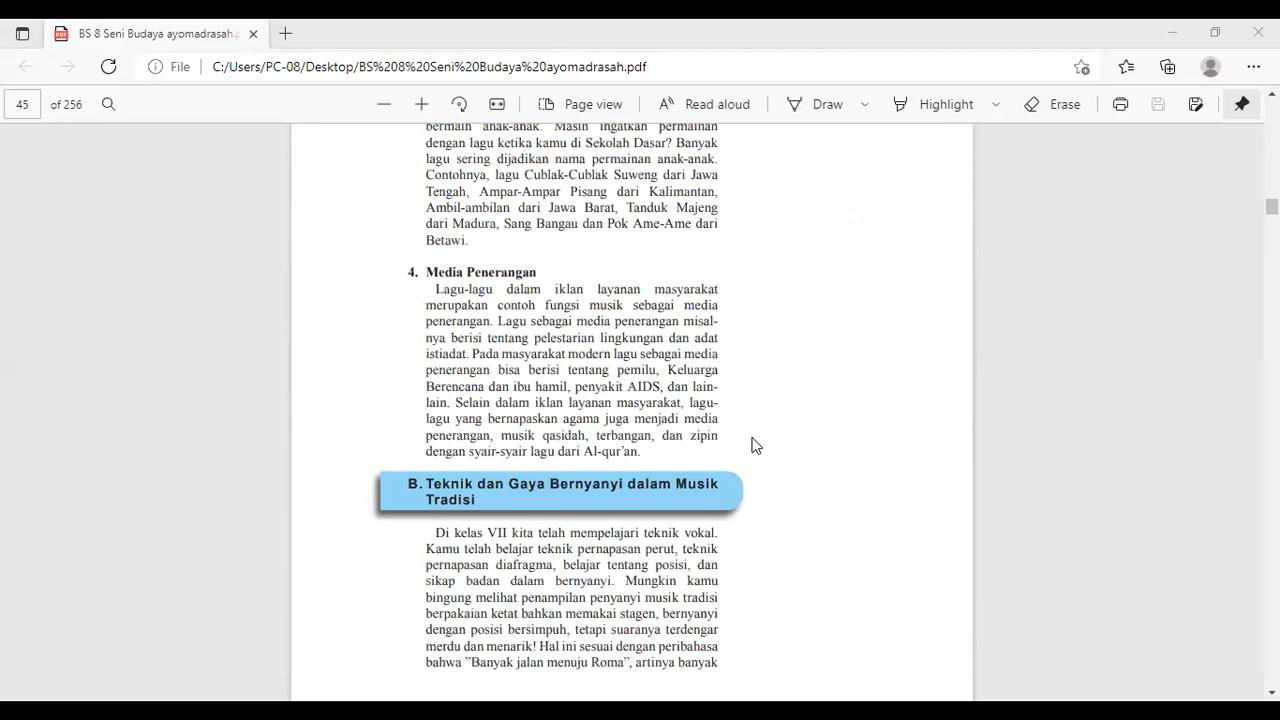 BS 8 Seni Budaya ayomadrasah.p
File C:/Users/PC-08/Desktop/BS%208%20Seni%20Budaya%20ayomadrasah.pdf
45 of 256 Page view Read aloud Draw Highlight Erase
bermain anak-anak. Masih ingatkan permainan
dengan lagu ketika kamu di Sekolah Dasar? Banyak
lagu sering dijadikan nama permainan anak-anak.
Contohnya, lagu Cublak-Cublak Suweng dari Jawa
Tengah, Ampar-Ampar Pisang dari Kalimantan,
Ambil-ambilan dari Jawa Barat, Tanduk Majeng
dari Madura, Sang Bangau dan Pok Ame-Ame dari
Betawi.
4. Media Penerangan
Lagu-lagu dalam iklan layanan masyarakat
merupakan contoh fungsi musik sebagai media
penerangan. Lagu sebagai media penerangan misal-
nya berisi tentang pelestarian lingkungan dan adat
istiadat. Pada masyarakat modern lagu sebagai media
penerangan bisa berisi tentang pemilu, Keluarga
Berencana dan ibu hamil, penyakit AIDS, dan lain-
lain. Selain dalam iklan layanan masyarakat, lagu-
lagu yang bernapaskan agama juga menjadi media
penerangan, musik qasidah, terbangan, dan zipin
dengan syair-syair lagu dari Al-qur’an.
B. Teknik dan Gaya Bernyanyi dalam Musik
Tradisi
Di kelas VII kita telah mempelajari teknik vokal.
Kamu telah belajar teknik pernapasan perut, teknik
pernapasan diafragma, belajar tentang posisi, dan
sikap badan dalam bernyanyi. Mungkin kamu
bingung melihat penampilan penyanyi musik tradisi
berpakaian ketat bahkan memakai stagen, bernyanyi
dengan posisi bersimpuh, tetapi suaranya terdengar
merdu dan menarik! Hal ini sesuai dengan peribahasa
bahwa ”Banyak jalan menuju Roma”, artinya banyak